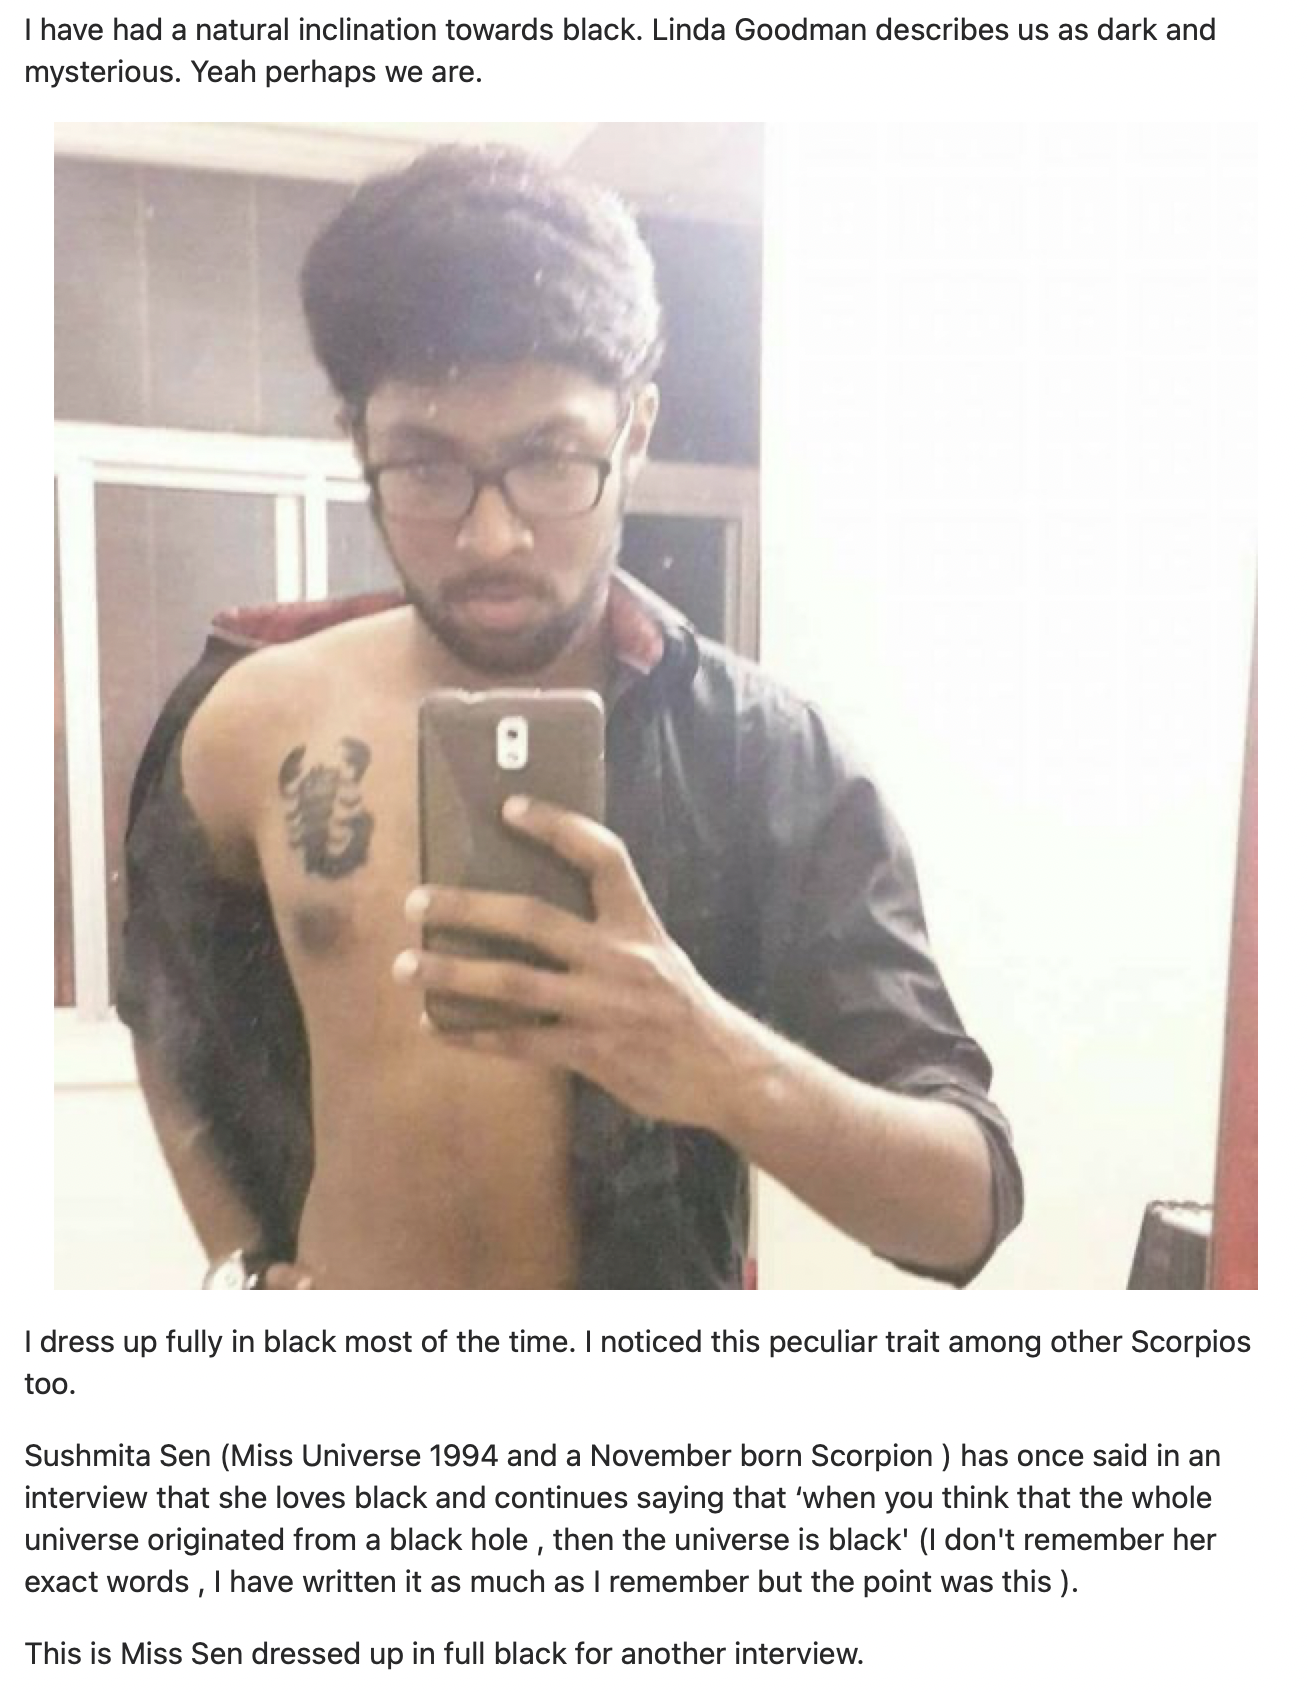 I have had a natural inclination towards black. Linda Goodman describes us as dark and
mysterious. Yeah perhaps we are.
I dress up fully in black most of the time. I noticed this peculiar trait among other Scorpios
too.
Sushmita Sen (Miss Universe 1994 and a November born Scorpion ) has once said in an
interview that she loves black and continues saying that ‘when you think that the whole
universe originated from a black hole , then the universe is black' (I don't remember her
exact words , I have written it as much as I remember but the point was this ).
This is Miss Sen dressed up in full black for another interview.